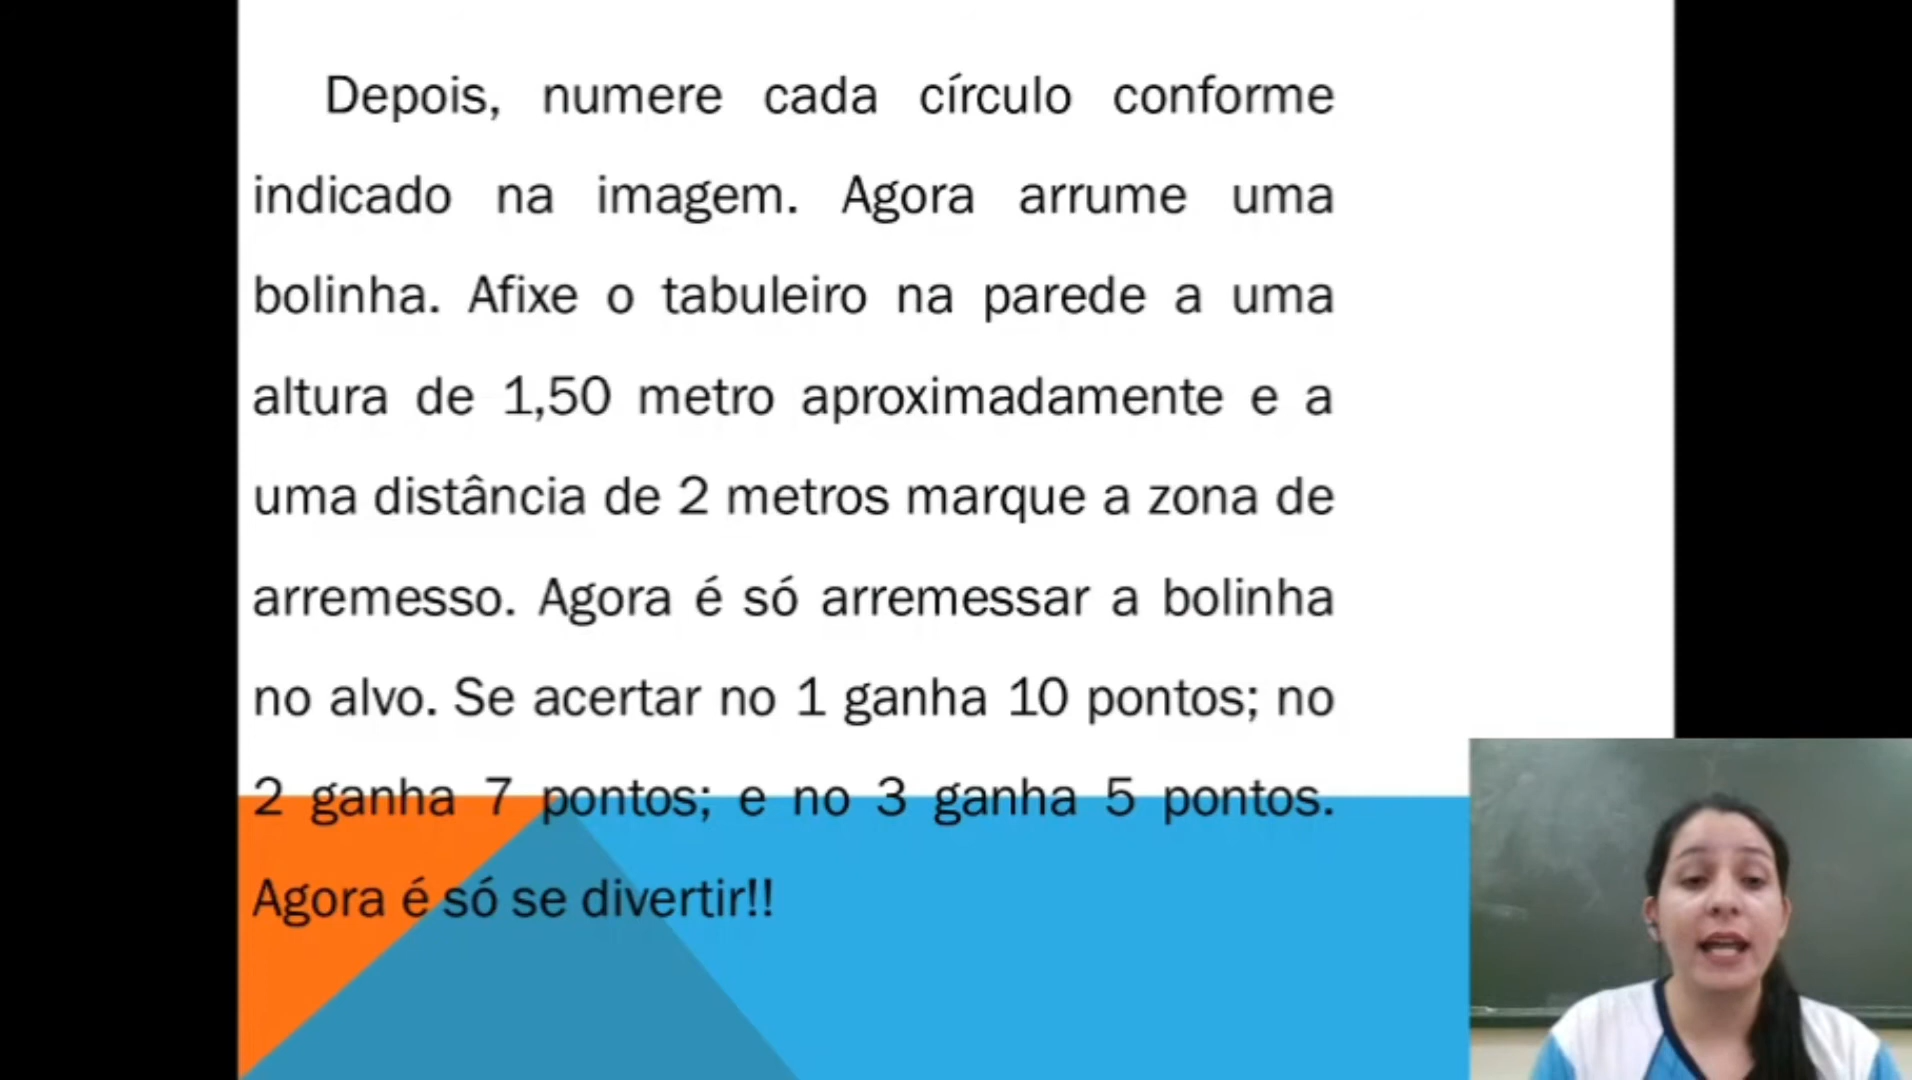 Depois, numere cada círculo conforme
indicado na imagem. Agora arrume uma
bolinha. Afixe o tabuleiro na parede a uma
altura de 1,50 metro aproximadamente e a
uma distância de 2 metros marque a zona de
arremesso. Agora é só arremessar a bolinha
no alvo. Se acertar no 1 ganha 10 pontos; no
2 ganha 7 pontos; e no 3 ganha 5 pontos.
Agora é só se divertir!!